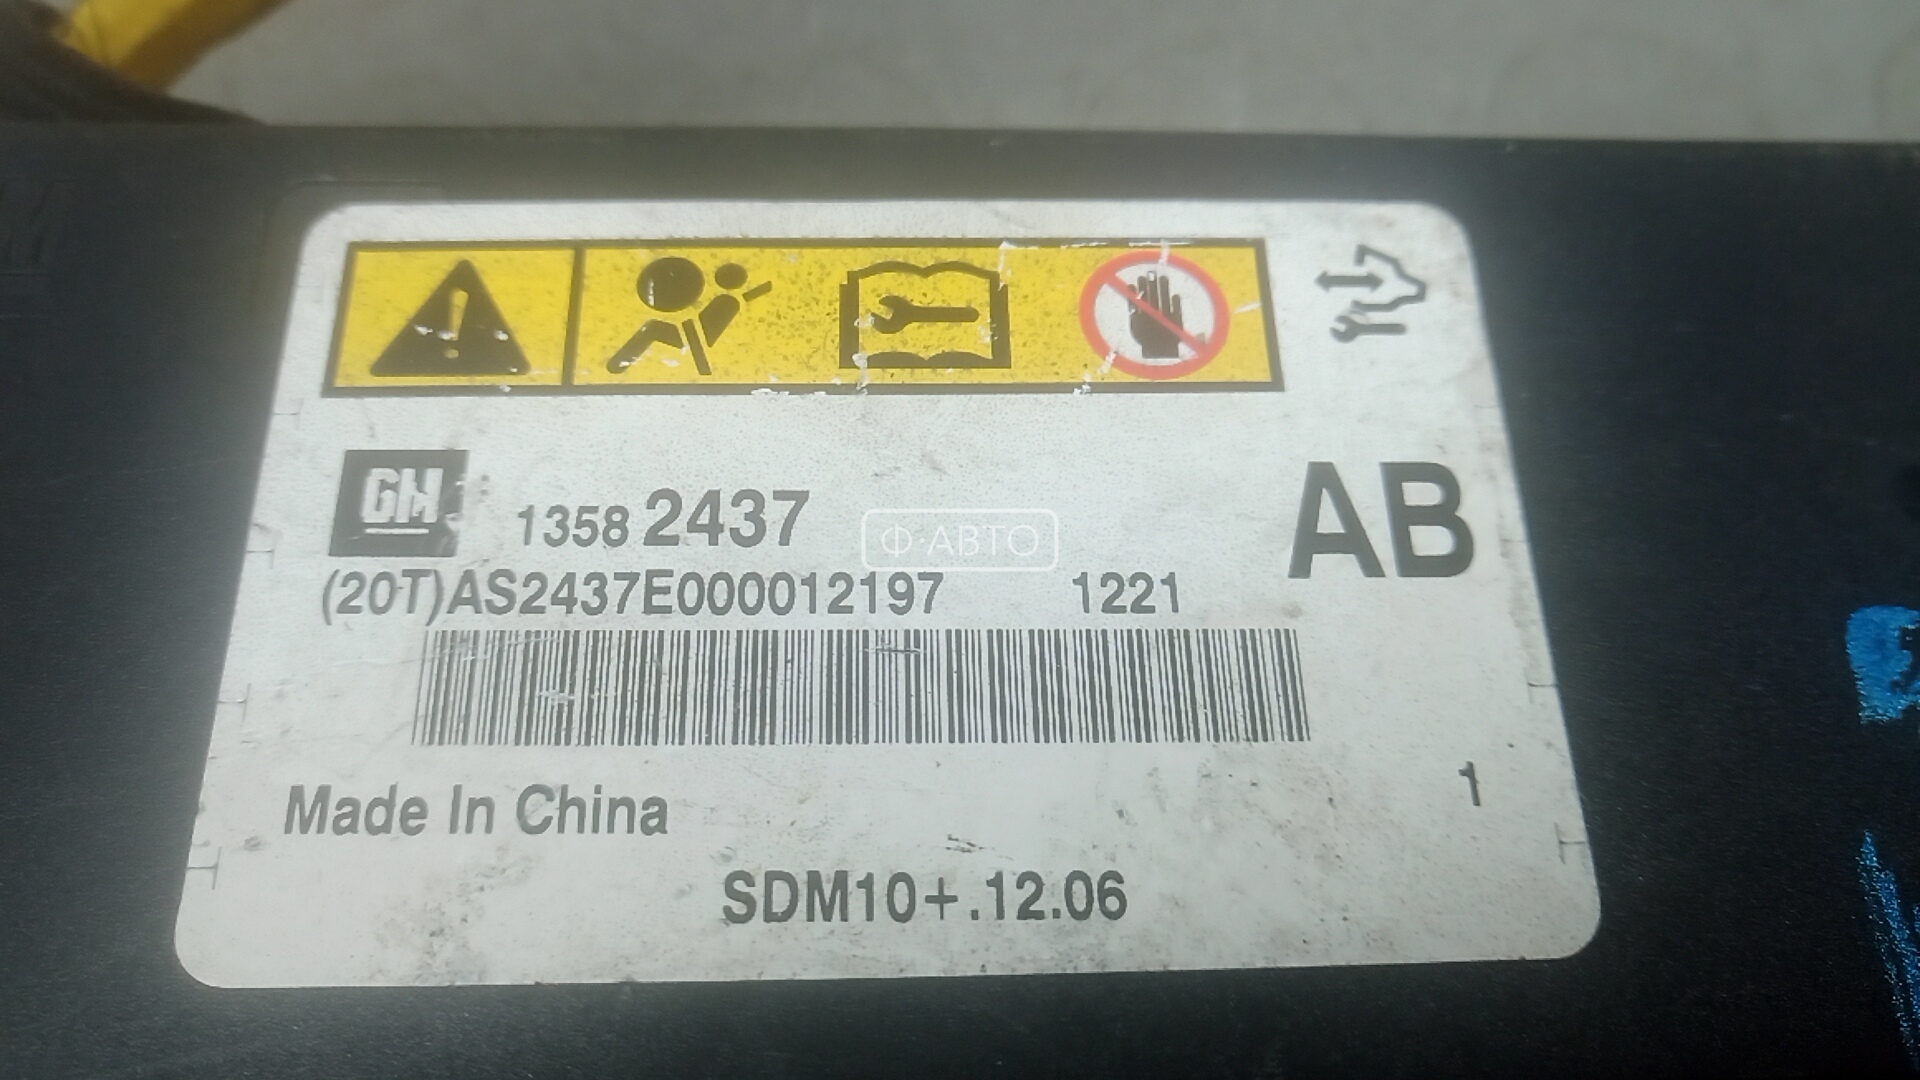 GM 1358 2437 AB
Ф·АВТО
(20T)AS2437E000012197 1221
Made In China
1
SDM10+.12.06